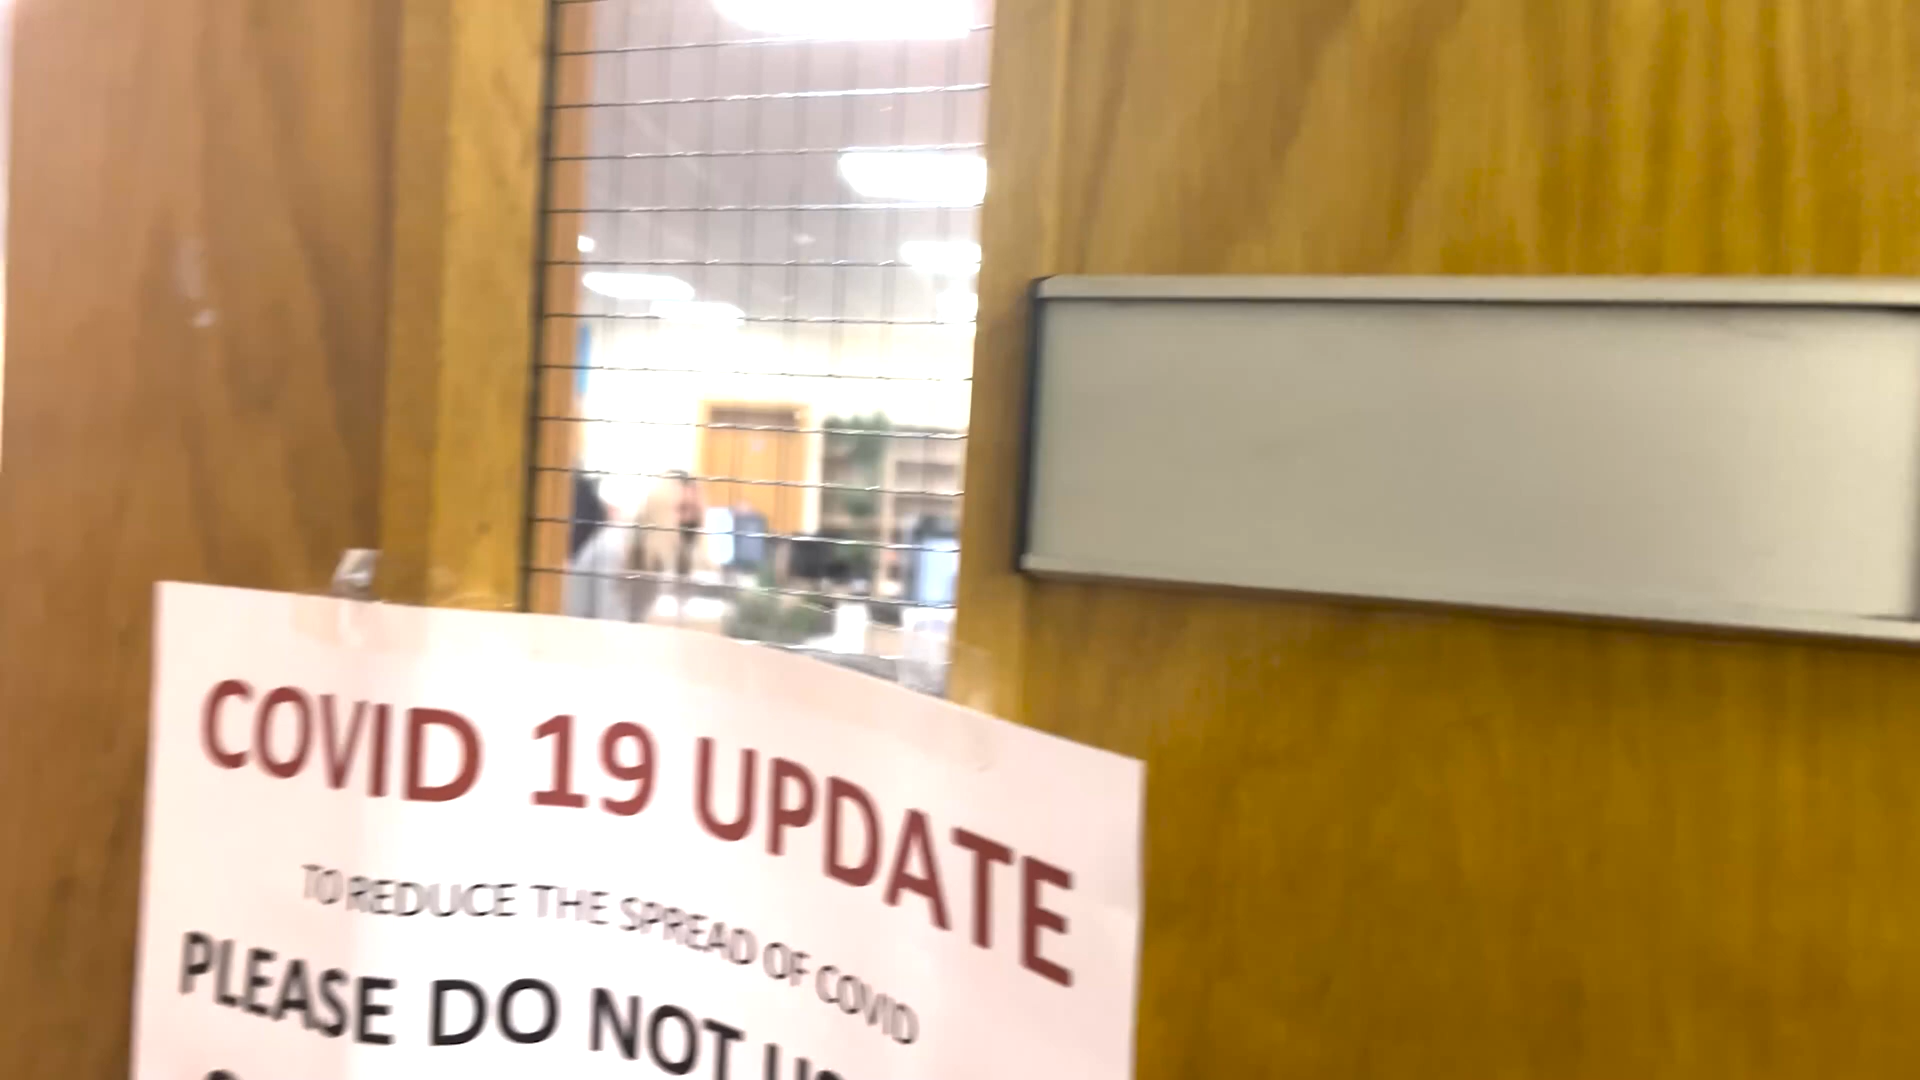 COVID 19 UPDATE
TO REDUCE THE SPREAD OF COVID
PLEASE DO NOT